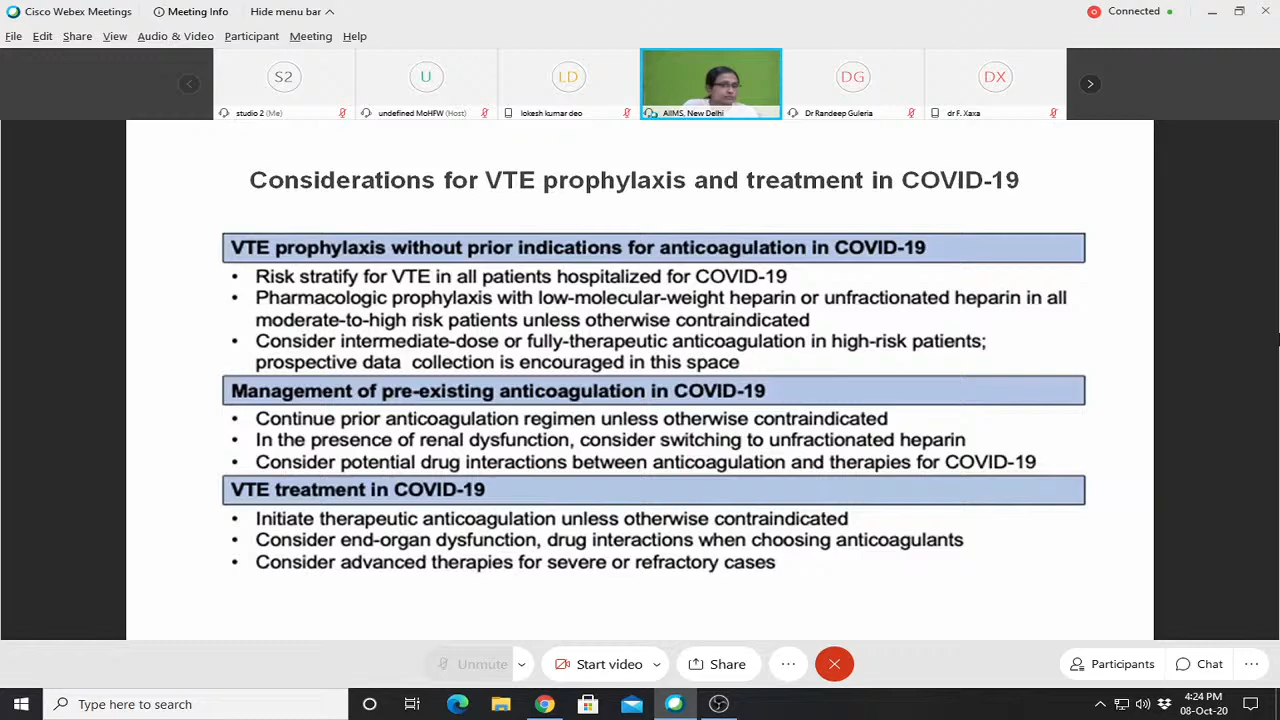 Cisco Webex Meetings
Meeting Info
Hide menu bar
Connected
File Edit Share View Audio & Video Participant Meeting Help
S2 U LD DG DX
studio 2 (Me)
undefined MoHFW (Host)
lokesh kumar deo
AIIMS, New Delhi
Dr Randeep Guleria
dr F. Xaxa
Considerations for VTE prophylaxis and treatment in COVID-19
VTE prophylaxis without prior indications for anticoagulation in COVID-19
• Risk stratify for VTE in all patients hospitalized for COVID-19
• Pharmacologic prophylaxis with low-molecular-weight heparin or unfractionated heparin in all
moderate-to-high risk patients unless otherwise contraindicated
• Consider intermediate-dose or fully-therapeutic anticoagulation in high-risk patients;
prospective data collection is encouraged in this space
Management of pre-existing anticoagulation in COVID-19
• Continue prior anticoagulation regimen unless otherwise contraindicated
• In the presence of renal dysfunction, consider switching to unfractionated heparin
• Consider potential drug interactions between anticoagulation and therapies for COVID-19
VTE treatment in COVID-19
• Initiate therapeutic anticoagulation unless otherwise contraindicated
• Consider end-organ dysfunction, drug interactions when choosing anticoagulants
• Consider advanced therapies for severe or refractory cases
Unmute
Start video
Share
Participants
Chat
Type here to search
4:24 PM
08-Oct-20